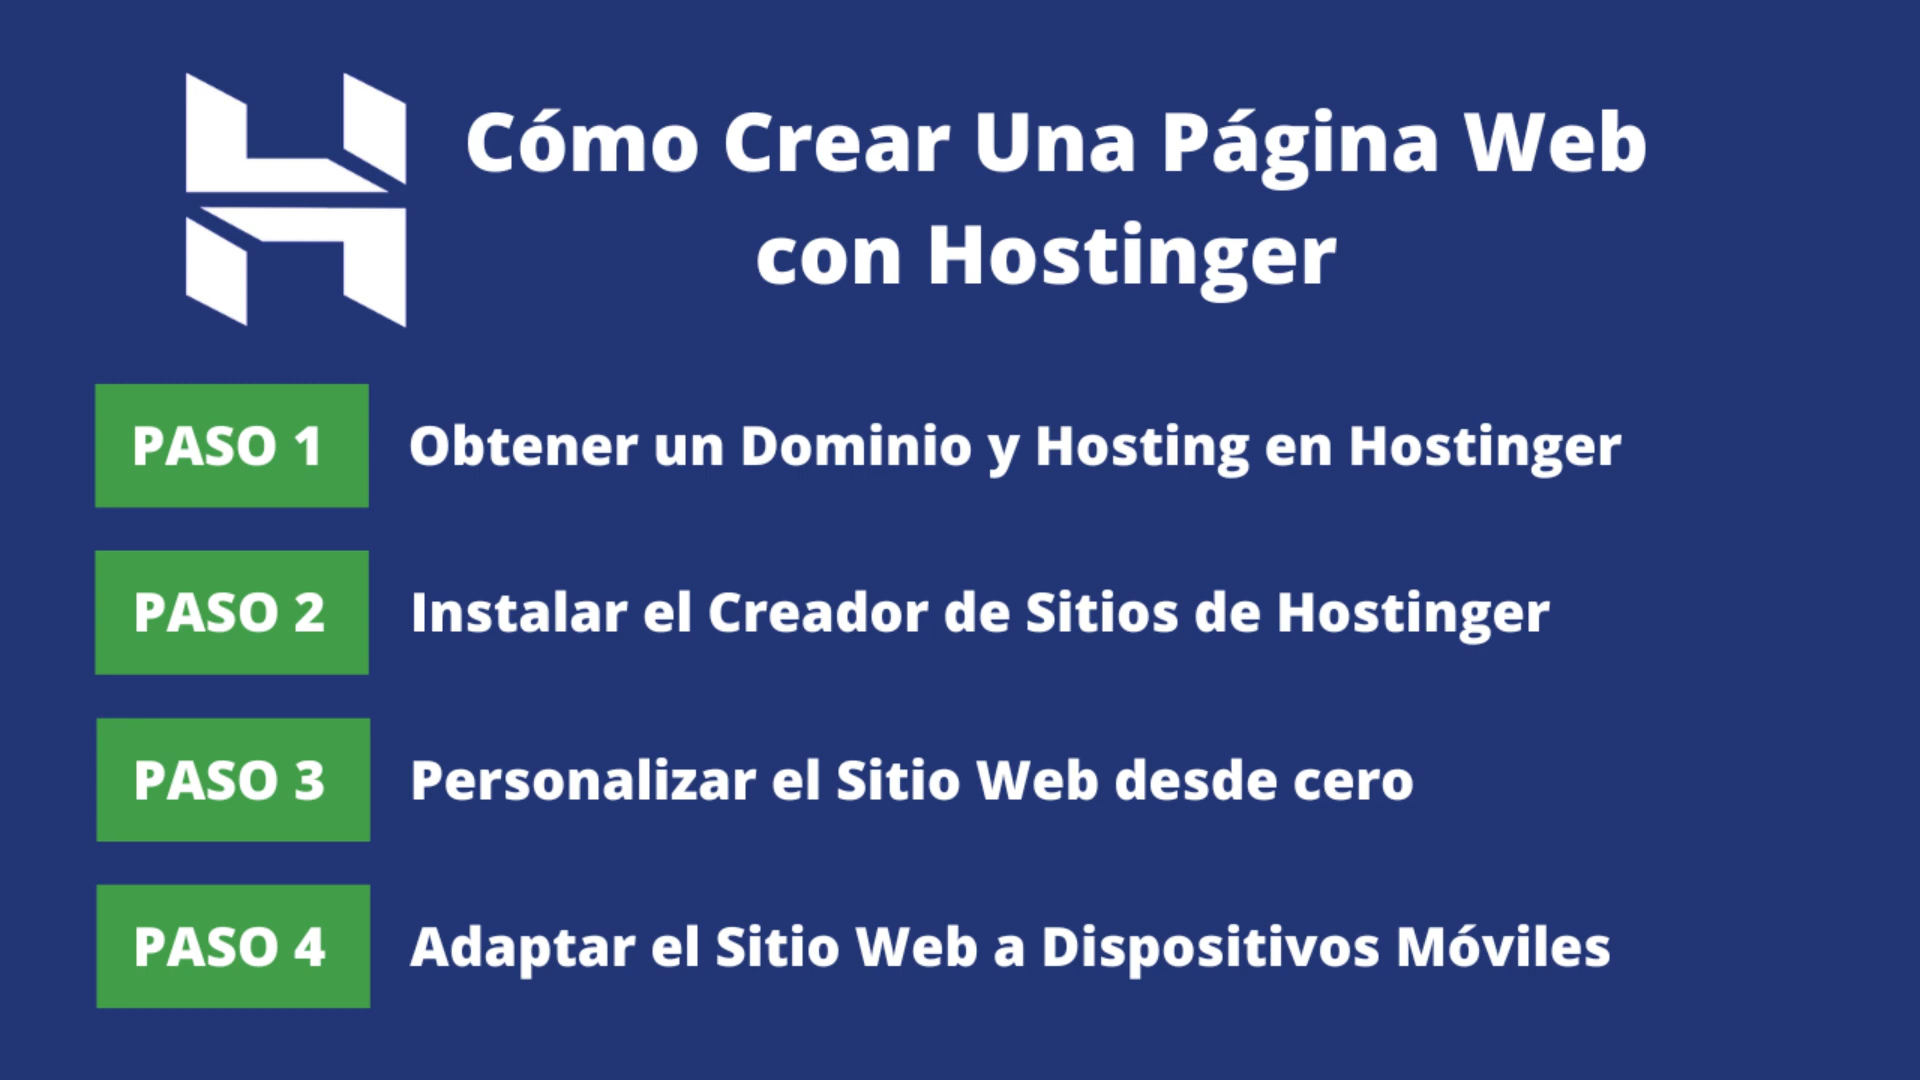 Cómo Crear Una Página Web
con Hostinger
PASO 1 Obtener un Dominio y Hosting en Hostinger
PASO 2 Instalar el Creador de Sitios de Hostinger
PASO 3 Personalizar el Sitio Web desde cero
PASO 4 Adaptar el Sitio Web a Dispositivos Móviles